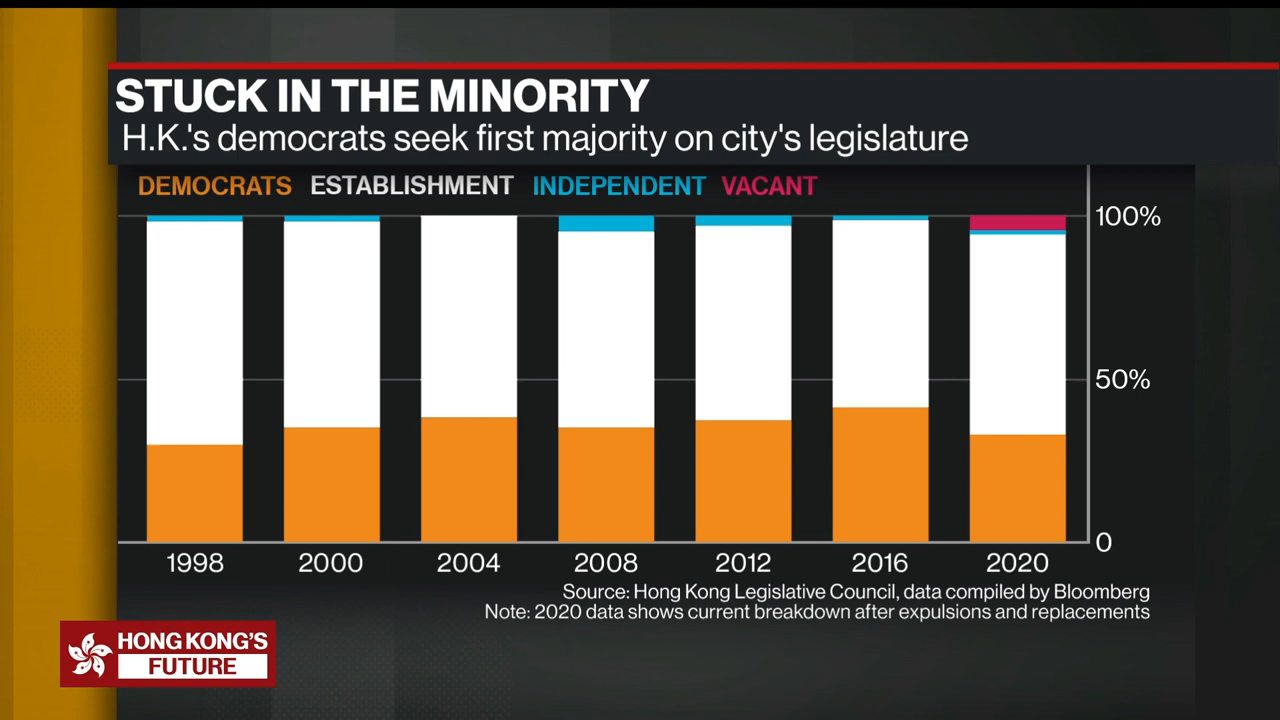 STUCK IN THE MINORITY
H.K.'s democrats seek first majority on city's legislature
DEMOCRATS ESTABLISHMENT INDEPENDENT VACANT
100%
50%
0
1998 2000 2004 2008 2012 2016 2020
Source: Hong Kong Legislative Council, data compiled by Bloomberg
Note: 2020 data shows current breakdown after expulsions and replacements
HONG KONG'S
FUTURE